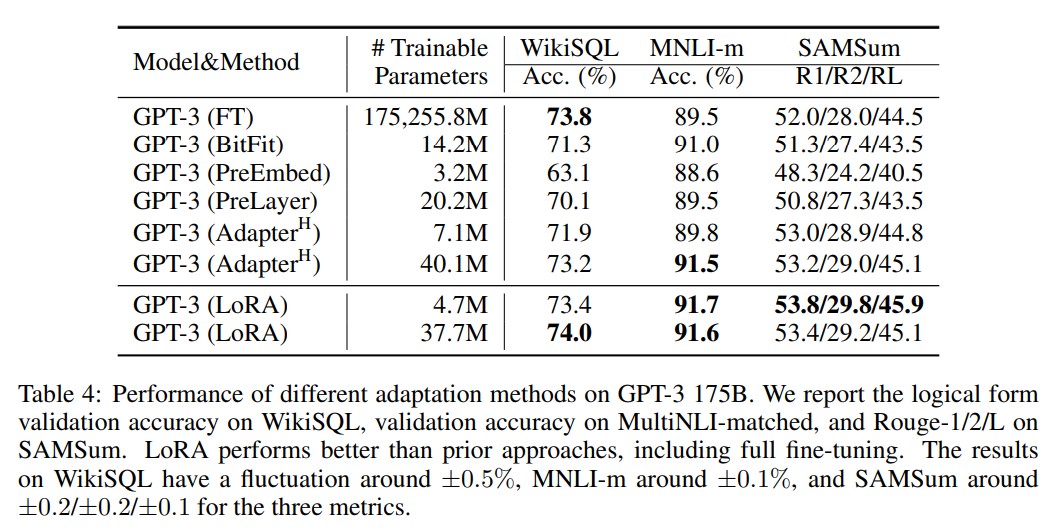 Model&Method # Trainable Parameters WikiSQL MNLI-m SAMSum
Acc. (%) Acc. (%) R1/R2/RL
GPT-3 (FT) 175,255.8M 73.8 89.5 52.0/28.0/44.5
GPT-3 (BitFit) 14.2M 71.3 91.0 51.3/27.4/43.5
GPT-3 (PreEmbed) 3.2M 63.1 88.6 48.3/24.2/40.5
GPT-3 (PreLayer) 20.2M 70.1 89.5 50.8/27.3/43.5
GPT-3 (Adapterᴴ) 7.1M 71.9 89.8 53.0/28.9/44.8
GPT-3 (Adapterᴴ) 40.1M 73.2 91.5 53.2/29.0/45.1
GPT-3 (LoRA) 4.7M 73.4 91.7 53.8/29.8/45.9
GPT-3 (LoRA) 37.7M 74.0 91.6 53.4/29.2/45.1
Table 4: Performance of different adaptation methods on GPT-3 175B. We report the logical form
validation accuracy on WikiSQL, validation accuracy on MultiNLI-matched, and Rouge-1/2/L on
SAMSum. LoRA performs better than prior approaches, including full fine-tuning. The results
on WikiSQL have a fluctuation around ±0.5%, MNLI-m around ±0.1%, and SAMSum around
±0.2/±0.2/±0.1 for the three metrics.